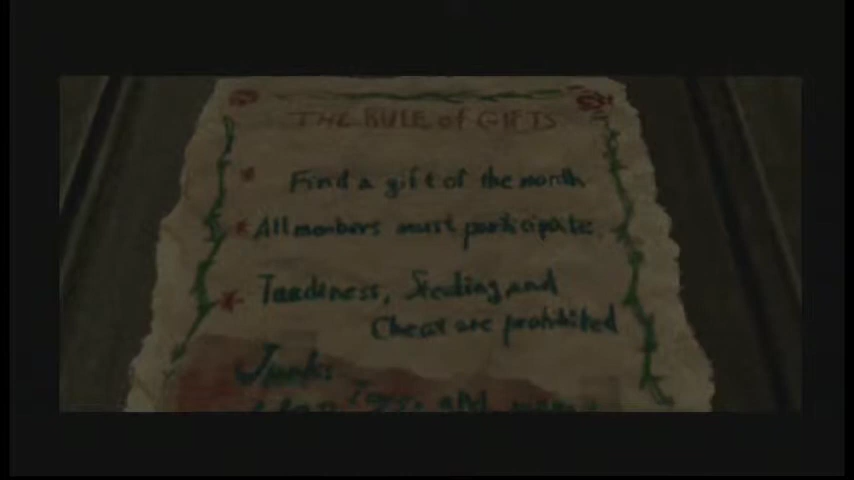 THE RULE of GIFTS
Find a gift of the month
All members must participate.
Tardiness, Stealing and
Cheat are prohibited